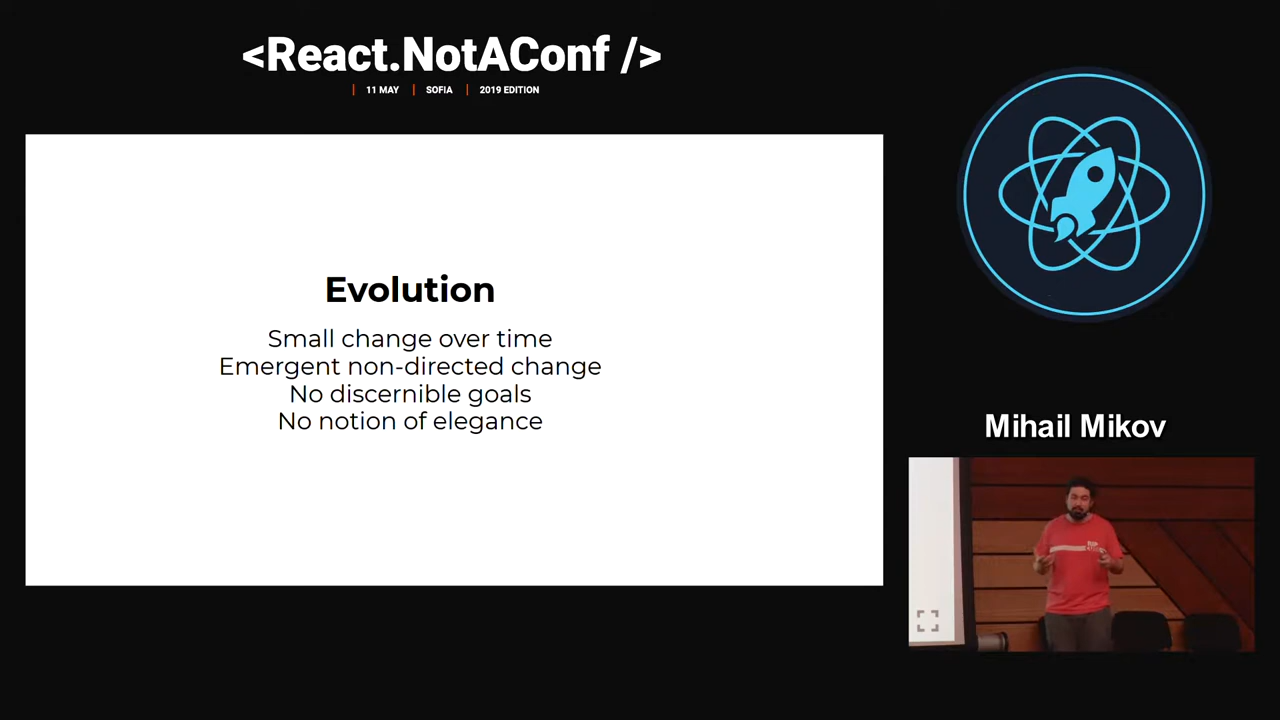 <React.NotAConf />
| 11 MAY | SOFIA | 2019 EDITION
Evolution
Small change over time
Emergent non-directed change
No discernible goals
No notion of elegance
Mihail Mikov